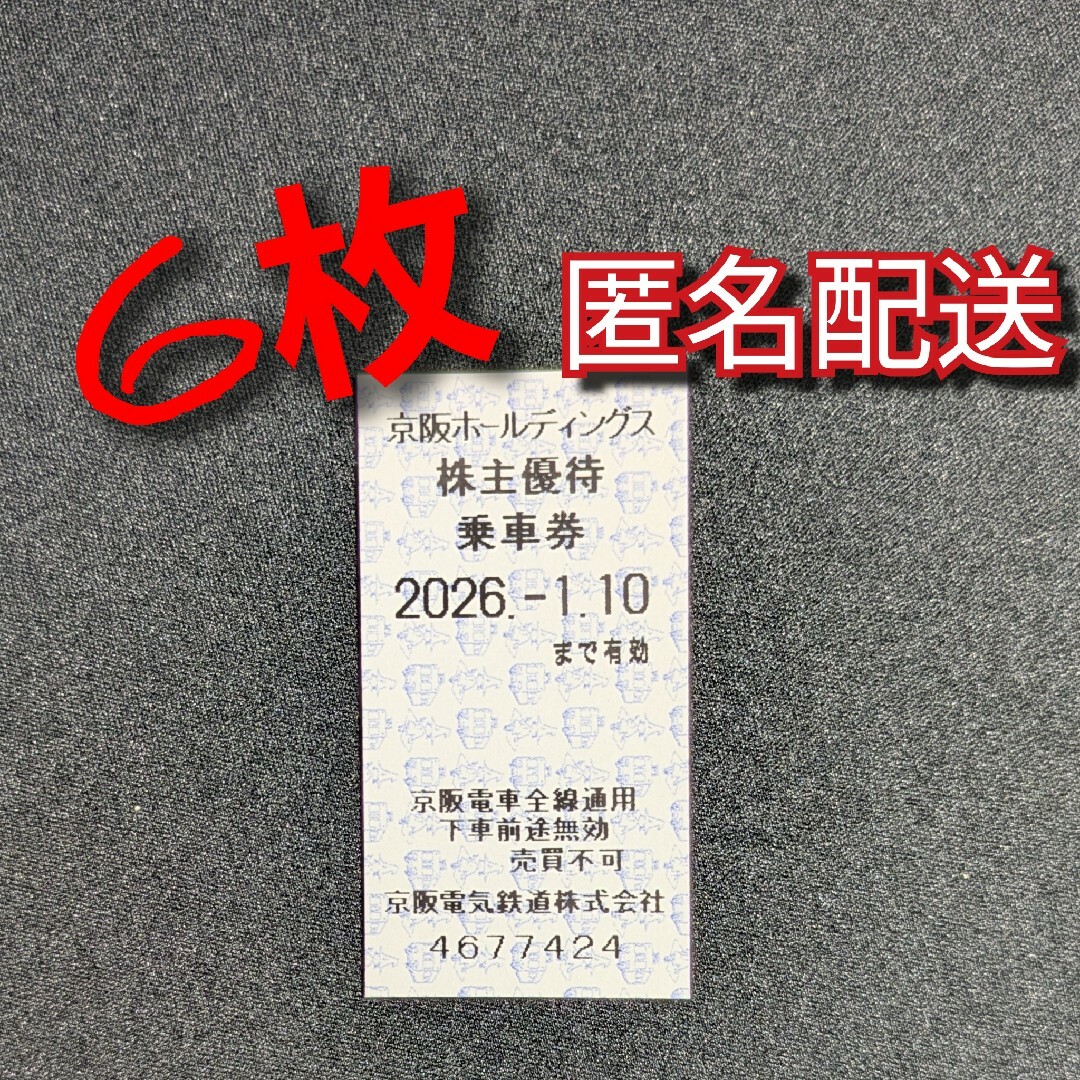 6枚
匿名配送
京阪ホールディングス
株主優待
乗車券
2026.-1.10
まで有効
京阪電車全線通用
下車前途無効
売買不可
京阪電気鉄道株式会社
4677424